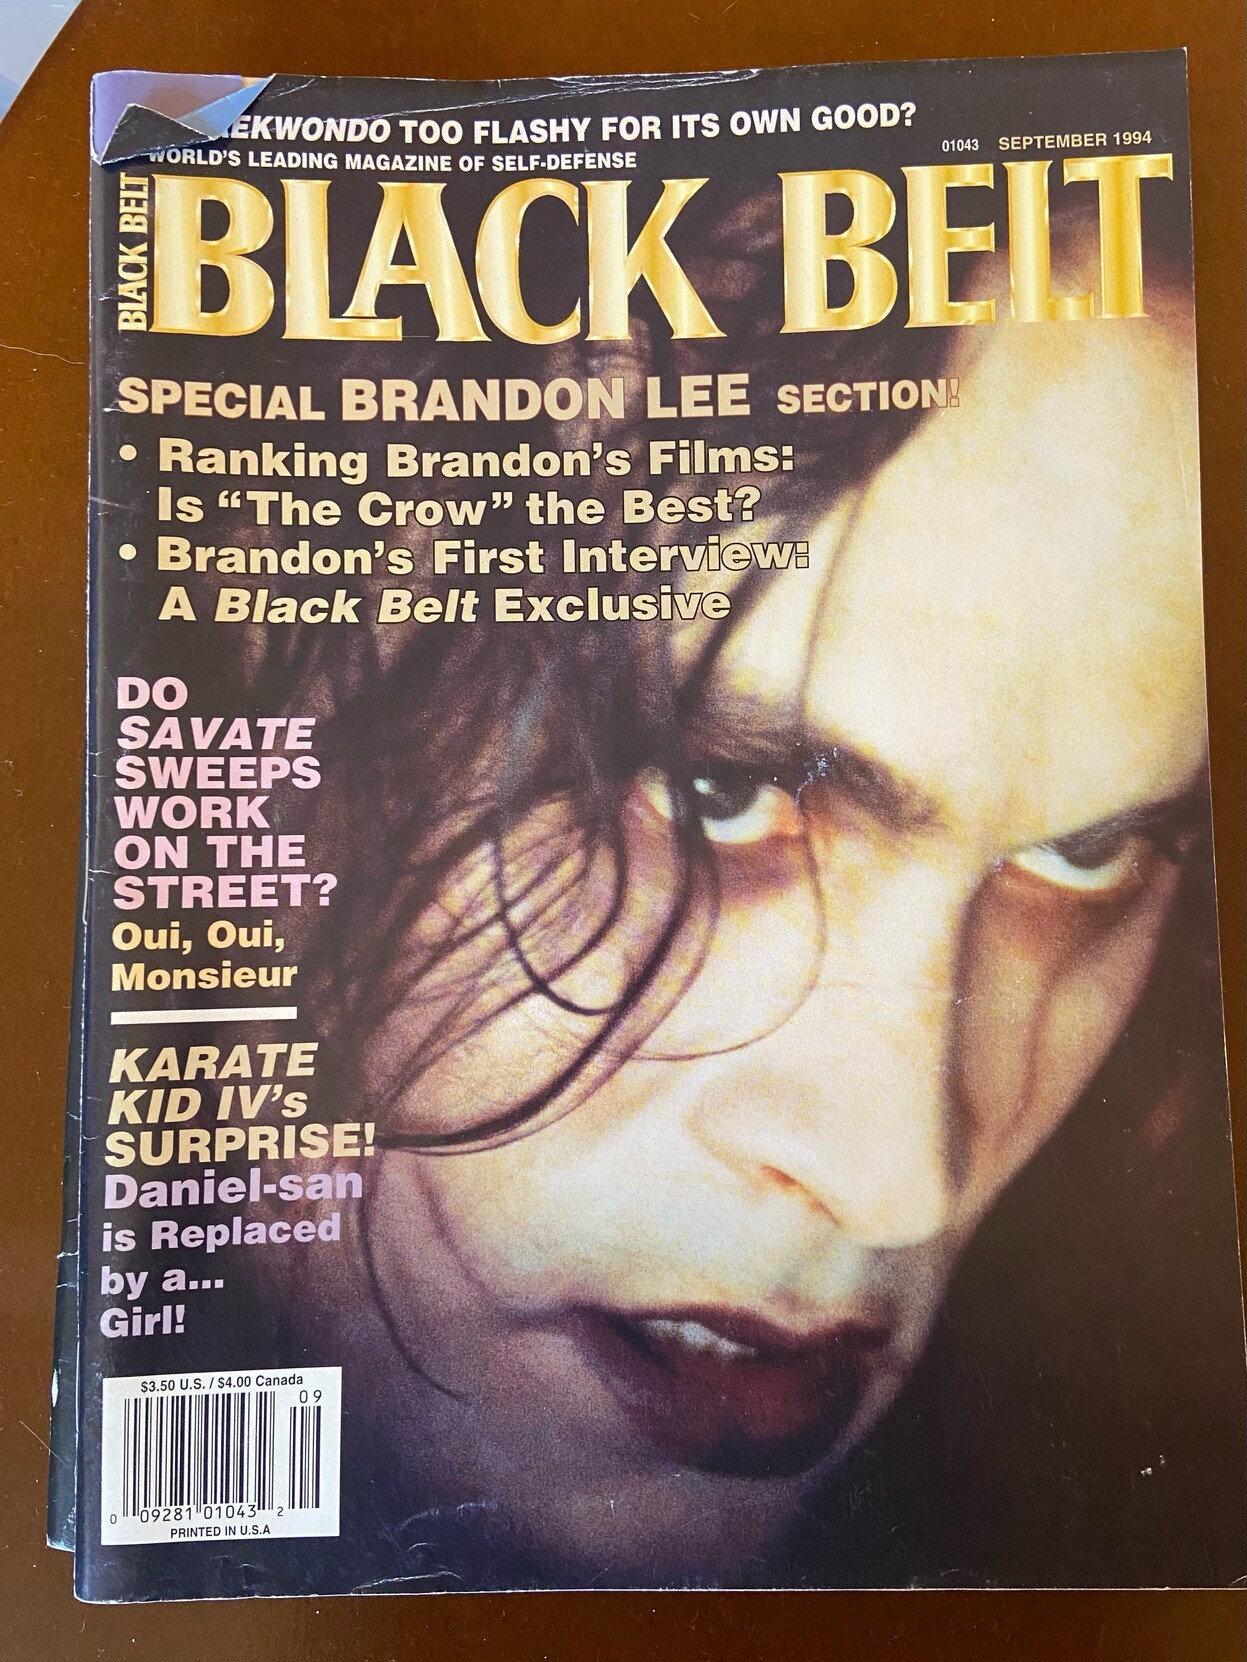 TOO FLASHY FOR ITS OWN GOOD?
WORLD'S LEADING MAGAZINE OF SELF-DEFENSE
01043 SEPTEMBER 1994
BLACK BELT
BLACK BELT
SPECIAL BRANDON LEE SECTION!
• Ranking Brandon's Films:
Is "The Crow" the Best?
• Brandon's First Interview:
A Black Belt Exclusive
DO
SAVATE
SWEEPS
WORK
ON THE
STREET?
Oui, Oui,
Monsieur
KARATE
KID IV's
SURPRISE!
Daniel-san
is Replaced
by a...
Girl!
$3.50 U.S. / $4.00 Canada
09
0 09281 01043 2
PRINTED IN U.S.A